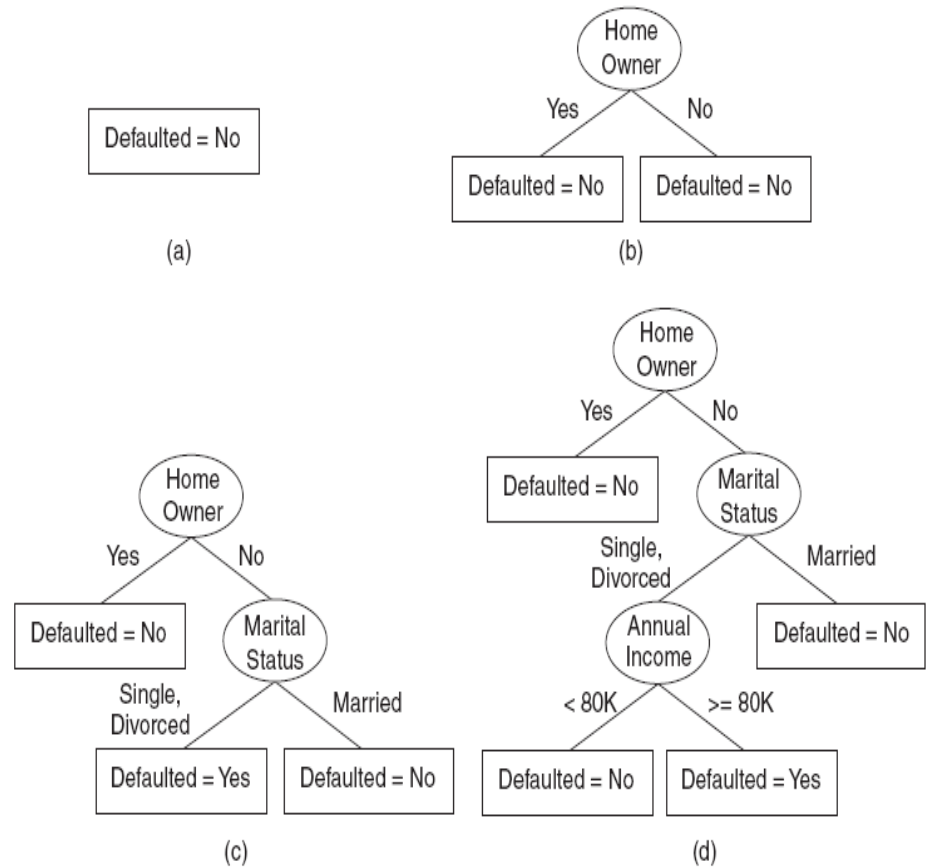 Defaulted = No
(a)
Home
Owner
Yes
No
Defaulted = No
Defaulted = No
(b)
Home
Owner
Yes
No
Defaulted = No
Marital
Status
Single,
Divorced
Married
Defaulted = Yes
Defaulted = No
(c)
Home
Owner
Yes
No
Defaulted = No
Marital
Status
Single,
Divorced
Married
Annual
Income
Defaulted = No
< 80K
>= 80K
Defaulted = No
Defaulted = Yes
(d)